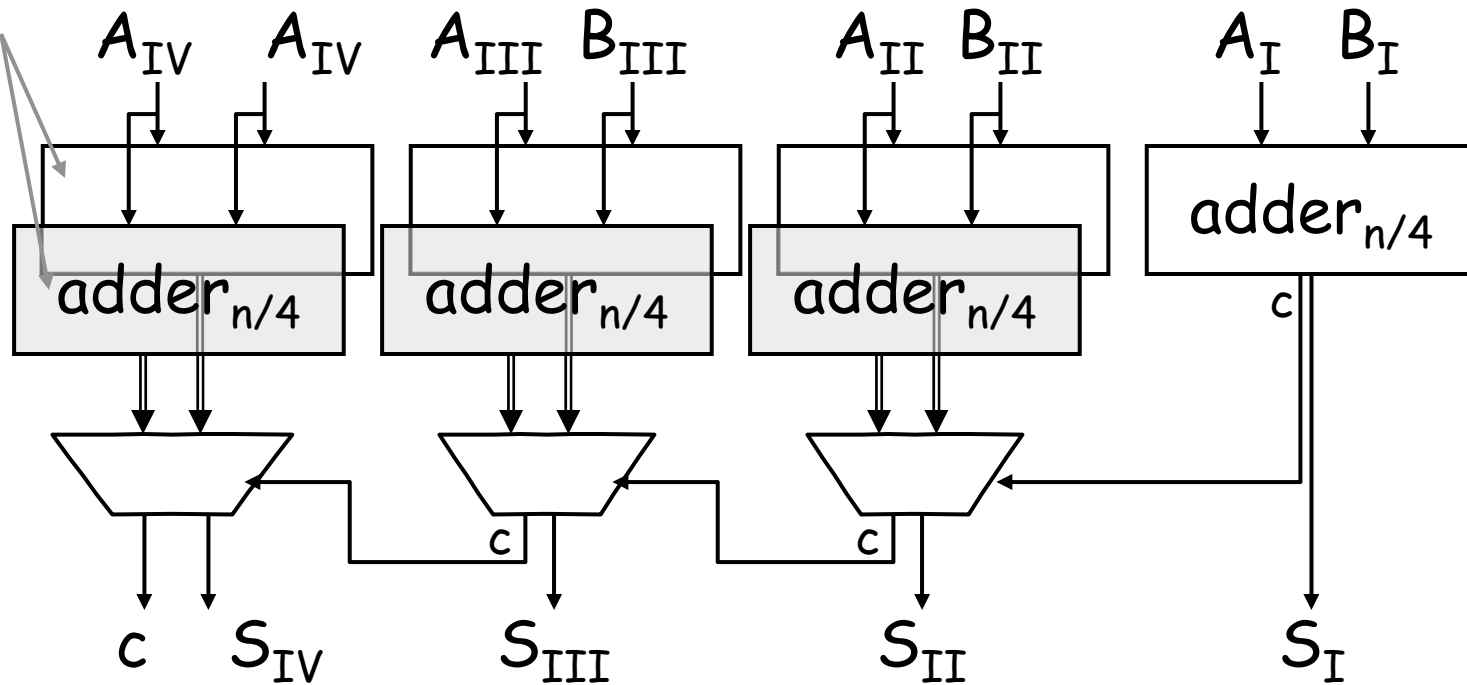 A_IV A_IV A_III B_III A_II B_II A_I B_I
adder_n/4 adder_n/4 adder_n/4 adder_n/4
c
c c
c S_IV S_III S_II S_I